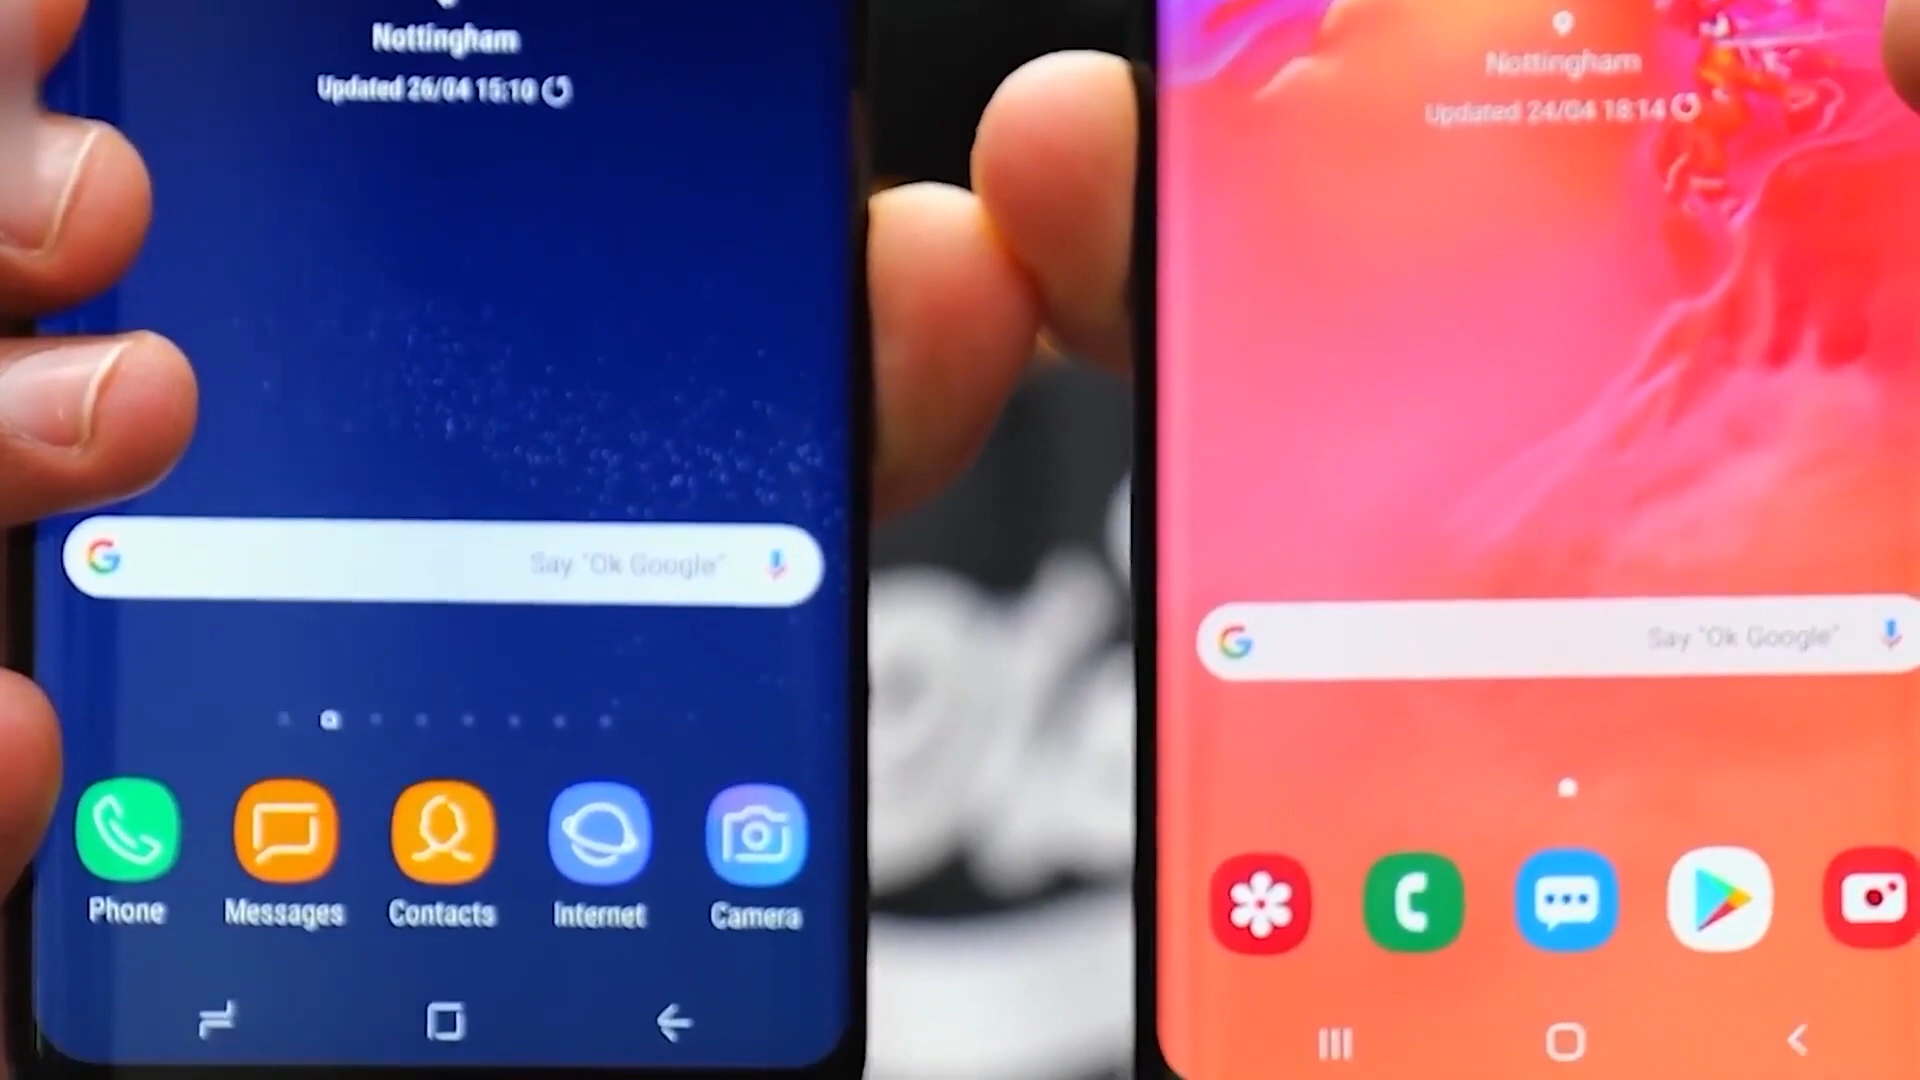 Nottingham
Updated 26/04 15:10
Say "Ok Google"
Phone
Messages
Contacts
Internet
Camera
Nottingham
Updated 24/04 18:14
Say "Ok Google"